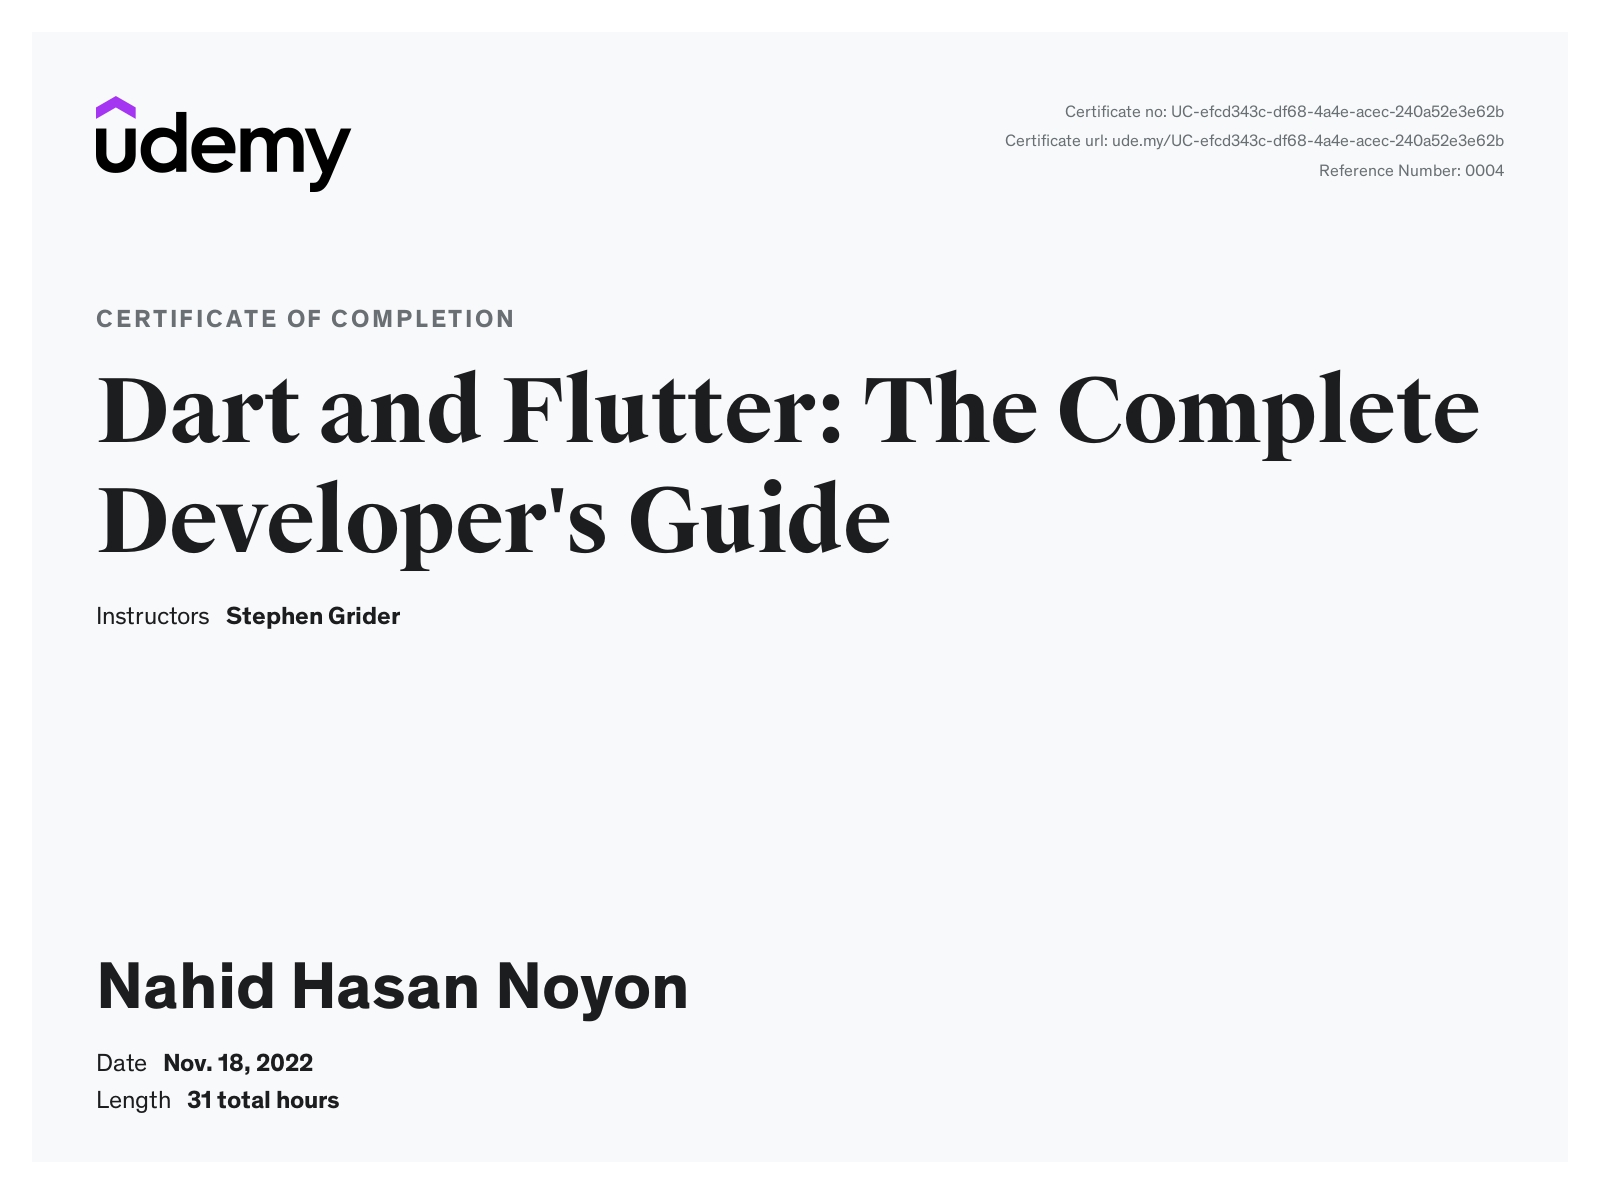 udemy
Certificate no: UC-efcd343c-df68-4a4e-acec-240a52e3e62b
Certificate url: ude.my/UC-efcd343c-df68-4a4e-acec-240a52e3e62b
Reference Number: 0004
CERTIFICATE OF COMPLETION
Dart and Flutter: The Complete
Developer's Guide
Instructors Stephen Grider
Nahid Hasan Noyon
Date Nov. 18, 2022
Length 31 total hours